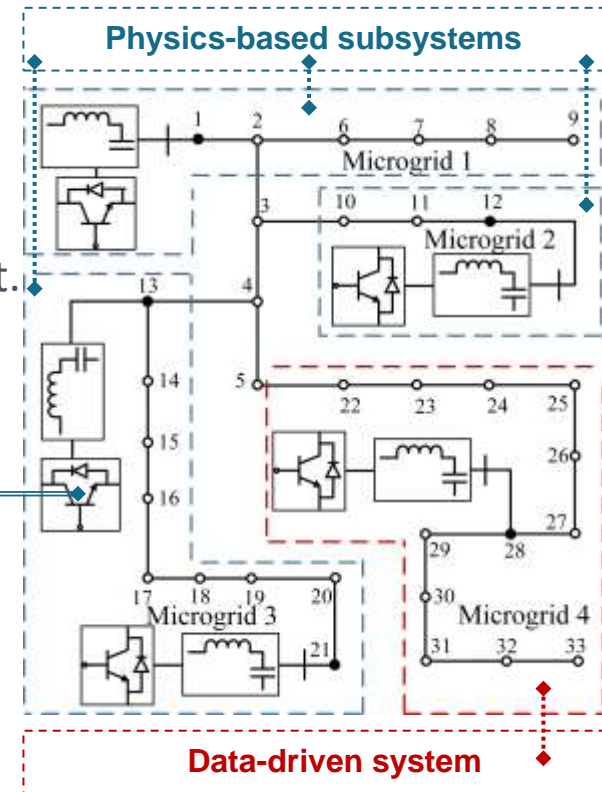 Physics-based subsystems
1 2 6 7 8 9
Microgrid 1
3 10 11 12
Microgrid 2
t.
13 4
14 5 22 23 24 25
15 26
16
29 28 27
30
17 18 19 20
Microgrid 3 Microgrid 4
21 31 32 33
Data-driven system